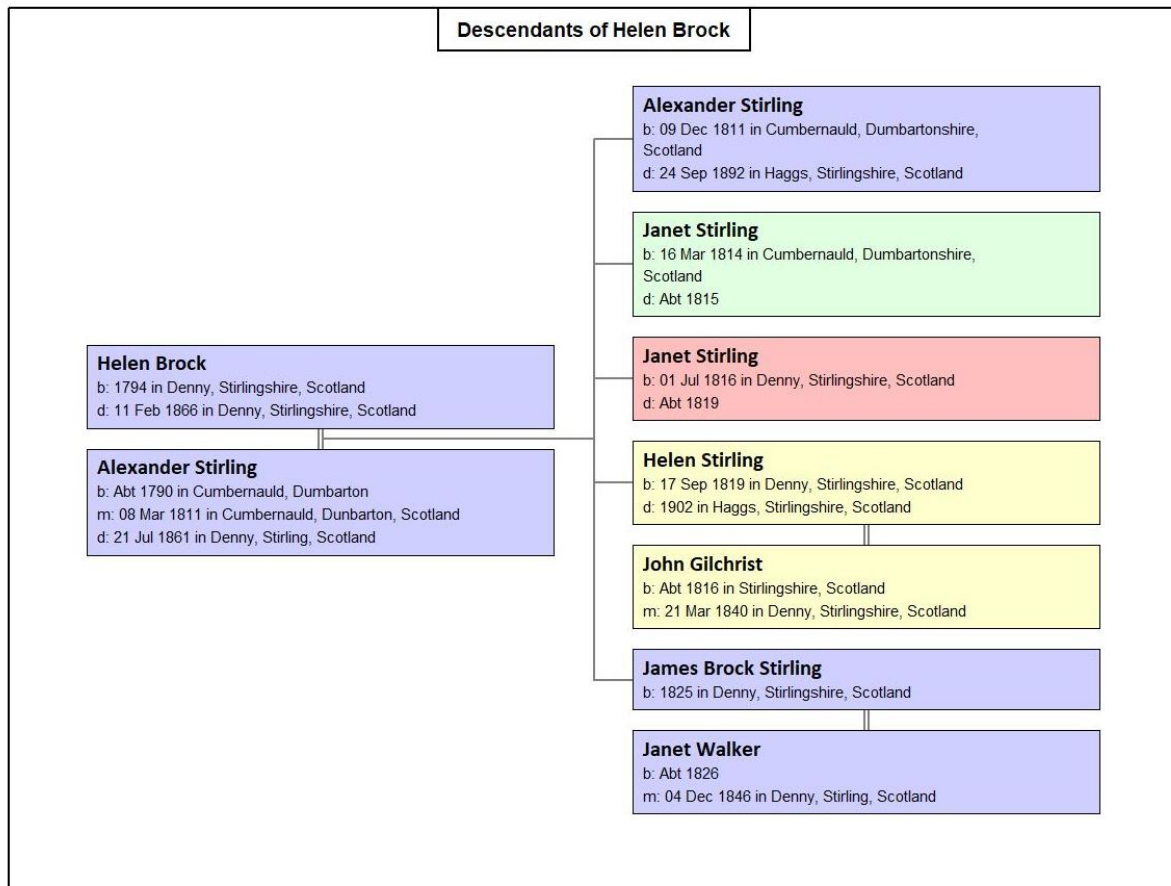 Descendants of Helen Brock
Helen Brock
b: 1794 in Denny, Stirlingshire, Scotland
d: 11 Feb 1866 in Denny, Stirlingshire, Scotland
Alexander Stirling
b: Abt 1790 in Cumbernauld, Dumbarton
m: 08 Mar 1811 in Cumbernauld, Dunbarton, Scotland
d: 21 Jul 1861 in Denny, Stirling, Scotland
Alexander Stirling
b: 09 Dec 1811 in Cumbernauld, Dumbartonshire,
Scotland
d: 24 Sep 1892 in Haggs, Stirlingshire, Scotland
Janet Stirling
b: 16 Mar 1814 in Cumbernauld, Dumbartonshire,
Scotland
d: Abt 1815
Janet Stirling
b: 01 Jul 1816 in Denny, Stirlingshire, Scotland
d: Abt 1819
Helen Stirling
b: 17 Sep 1819 in Denny, Stirlingshire, Scotland
d: 1902 in Haggs, Stirlingshire, Scotland
John Gilchrist
b: Abt 1816 in Stirlingshire, Scotland
m: 21 Mar 1840 in Denny, Stirlingshire, Scotland
James Brock Stirling
b: 1825 in Denny, Stirlingshire, Scotland
Janet Walker
b: Abt 1826
m: 04 Dec 1846 in Denny, Stirling, Scotland